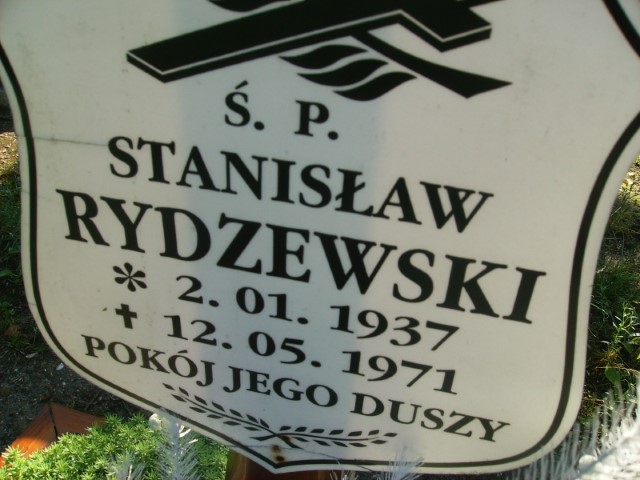 Ś. P.
STANISŁAW
RYDZEWSKI
* 2. 01. 1937
✝ 12. 05. 1971
POKÓJ JEGO DUSZY